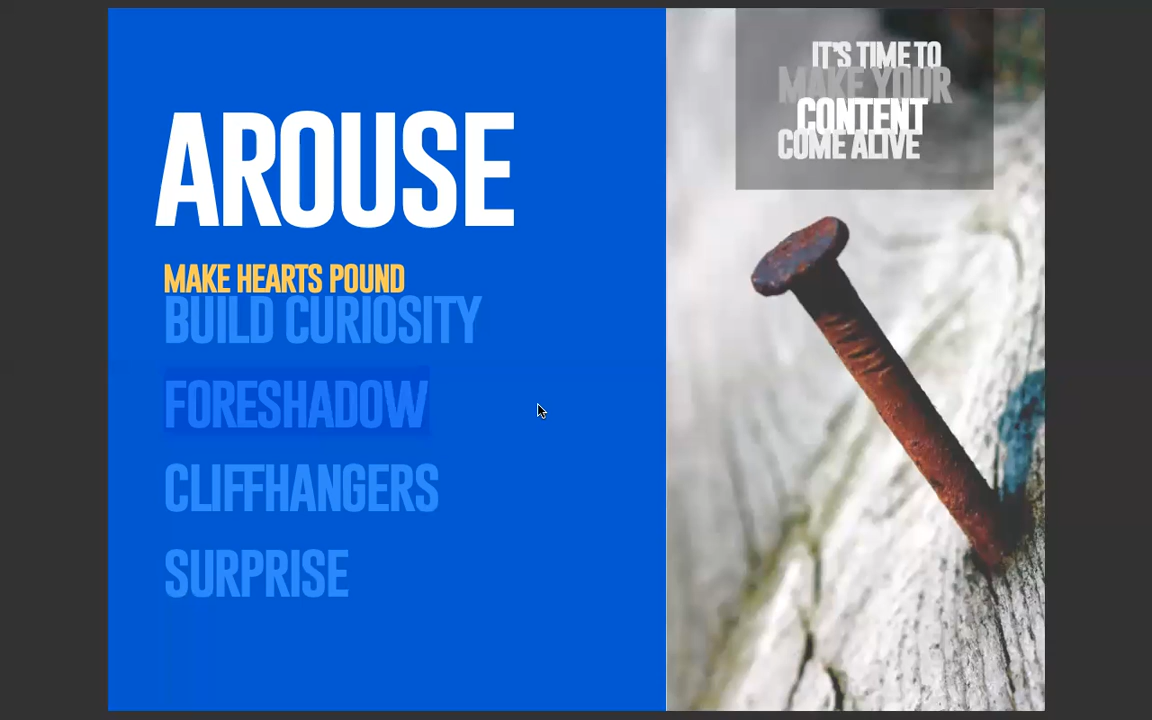 AROUSE
MAKE HEARTS POUND
BUILD CURIOSITY
FORESHADOW
CLIFFHANGERS
SURPRISE
IT'S TIME TO
MAKE YOUR
CONTENT
COME ALIVE